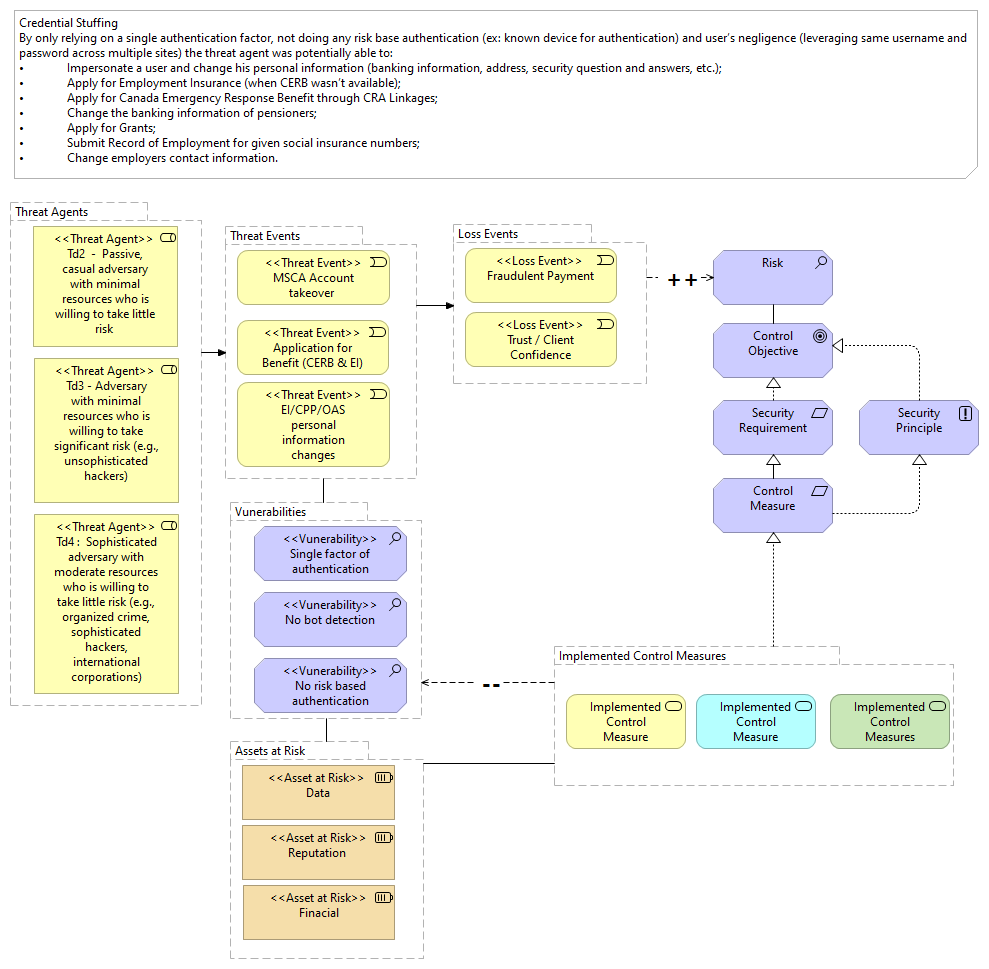 Credential Stuffing
By only relying on a single authentication factor, not doing any risk base authentication (ex: known device for authentication) and user's negligence (leveraging same username and
password across multiple sites) the threat agent was potentially able to:
• Impersonate a user and change his personal information (banking information, address, security question and answers, etc.);
• Apply for Employment Insurance (when CERB wasn't available);
• Apply for Canada Emergency Response Benefit through CRA Linkages;
• Change the banking information of pensioners;
• Apply for Grants;
• Submit Record of Employment for given social insurance numbers;
• Change employers contact information.
Threat Agents
<<Threat Agent>>
Td2 - Passive,
casual adversary
with minimal
resources who is
willing to take little
risk
<<Threat Agent>>
Td3 - Adversary
with minimal
resources who is
willing to take
significant risk (e.g.,
unsophisticated
hackers)
<<Threat Agent>>
Td4 : Sophisticated
adversary with
moderate resources
who is willing to
take little risk (e.g.,
organized crime,
sophisticated
hackers,
international
corporations)
Threat Events
<<Threat Event>>
MSCA Account
takeover
<<Threat Event>>
Application for
Benefit (CERB & EI)
<<Threat Event>>
EI/CPP/OAS
personal
information
changes
Loss Events
<<Loss Event>>
Fraudulent Payment
<<Loss Event>>
Trust / Client
Confidence
++
Risk
Control
Objective
Security
Requirement
Security
Principle
Control
Measure
Vunerabilities
<<Vunerability>>
Single factor of
authentication
<<Vunerability>>
No bot detection
<<Vunerability>>
No risk based
authentication
--
Implemented Control Measures
Implemented
Control
Measure
Implemented
Control
Measure
Implemented
Control
Measures
Assets at Risk
<<Asset at Risk>>
Data
<<Asset at Risk>>
Reputation
<<Asset at Risk>>
Finacial